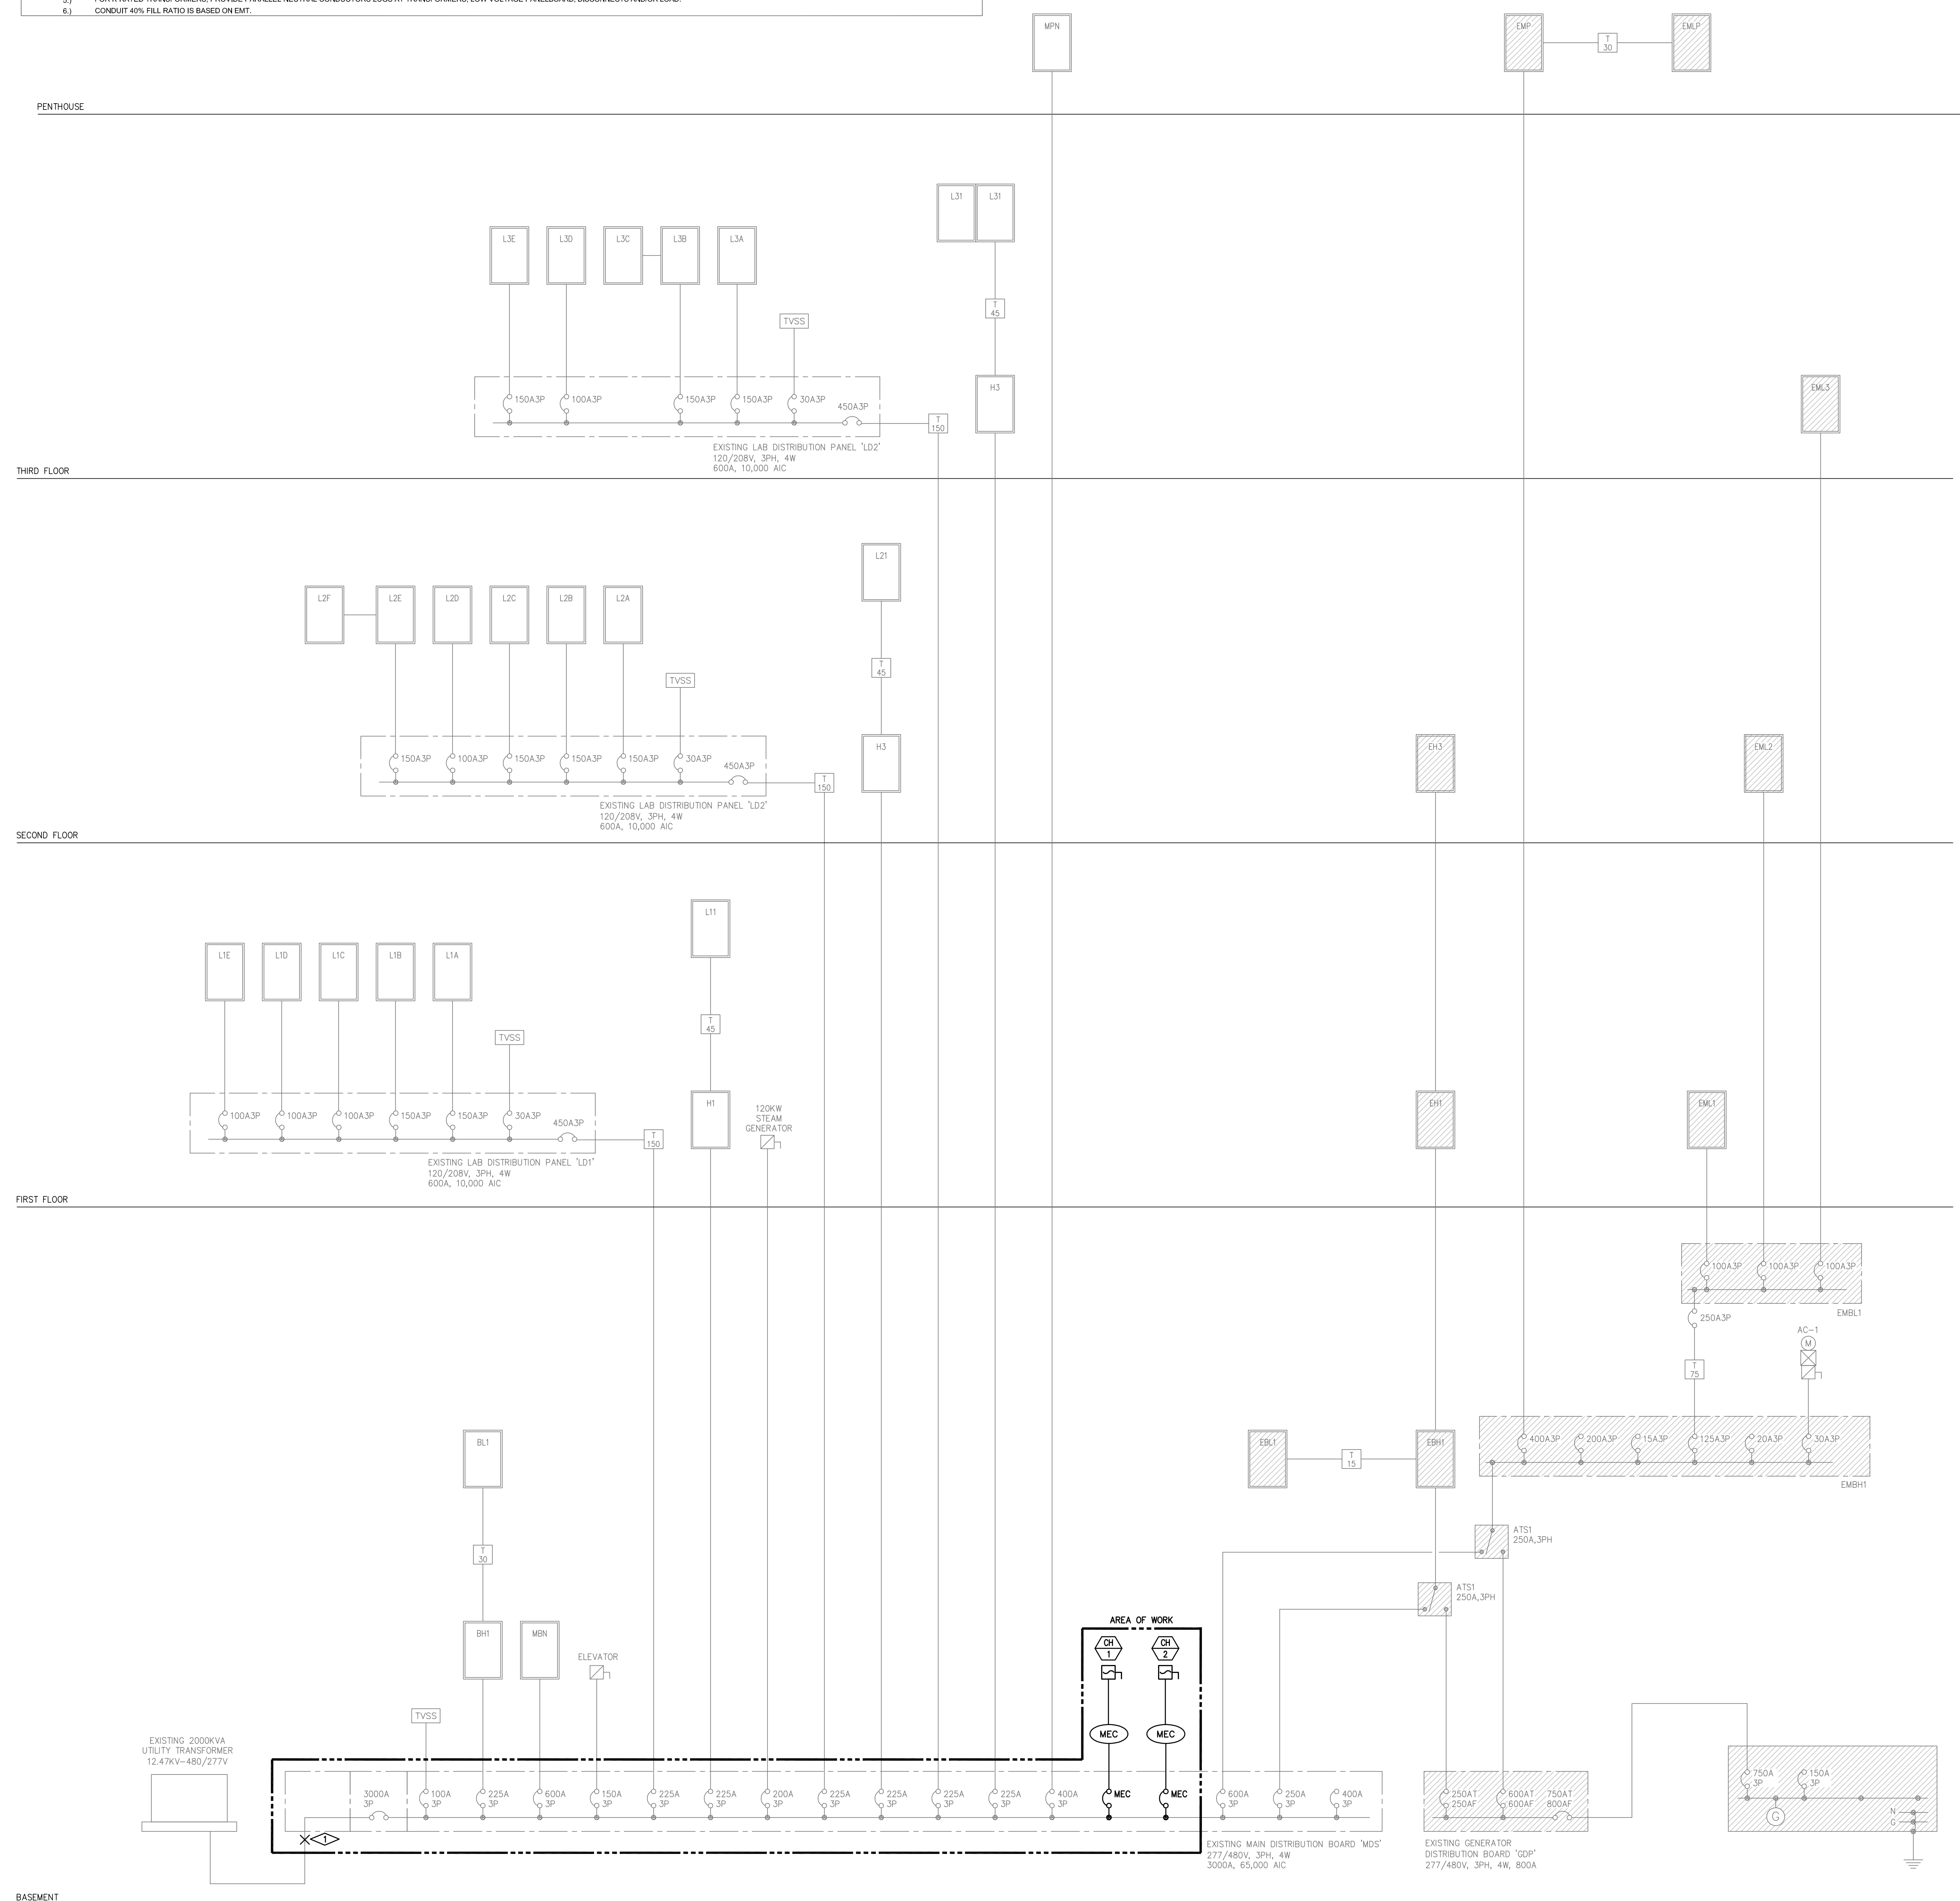 6.) CONDUIT 40% FILL RATIO IS BASED ON EMT.
MPN
EMP
T
30
EMLP
PENTHOUSE
L31
L31
L3E
L3D
L3C
L3B
L3A
T
45
TVSS
H3
EML3
150A3P
100A3P
150A3P
150A3P
30A3P
450A3P
T
150
EXISTING LAB DISTRIBUTION PANEL 'LD2'
120/208V, 3PH, 4W
600A, 10,000 AIC
THIRD FLOOR
L21
L2F
L2E
L2D
L2C
L2B
L2A
T
45
TVSS
H3
EH3
EML2
150A3P
100A3P
150A3P
150A3P
150A3P
30A3P
450A3P
T
150
EXISTING LAB DISTRIBUTION PANEL 'LD2'
120/208V, 3PH, 4W
600A, 10,000 AIC
SECOND FLOOR
L11
L1E
L1D
L1C
L1B
L1A
T
45
TVSS
H1
120KW
STEAM
GENERATOR
EH1
EML1
100A3P
100A3P
100A3P
150A3P
150A3P
30A3P
450A3P
T
150
EXISTING LAB DISTRIBUTION PANEL 'LD1'
120/208V, 3PH, 4W
600A, 10,000 AIC
FIRST FLOOR
100A3P
100A3P
100A3P
EMBL1
250A3P
AC-1
M
T
75
BL1
EBL1
T
15
EBH1
400A3P
200A3P
15A3P
125A3P
20A3P
30A3P
EMBH1
T
30
ATS1
250A,3PH
ATS1
250A,3PH
AREA OF WORK
BH1
MBN
ELEVATOR
CH
1
CH
2
TVSS
MEC
MEC
EXISTING 2000KVA
UTILITY TRANSFORMER
12.47KV-480/277V
3000A
3P
100A
3P
225A
3P
600A
3P
150A
3P
225A
3P
225A
3P
200A
3P
225A
3P
225A
3P
225A
3P
225A
3P
400A
3P
MEC
MEC
600A
3P
250A
3P
400A
3P
250AT
250AF
600AT
600AF
750AT
800AF
750A
3P
150A
3P
G
N
G
1
EXISTING MAIN DISTRIBUTION BOARD 'MDS'
277/480V, 3PH, 4W
3000A, 65,000 AIC
EXISTING GENERATOR
DISTRIBUTION BOARD 'GDP'
277/480V, 3PH, 4W, 800A
BASEMENT